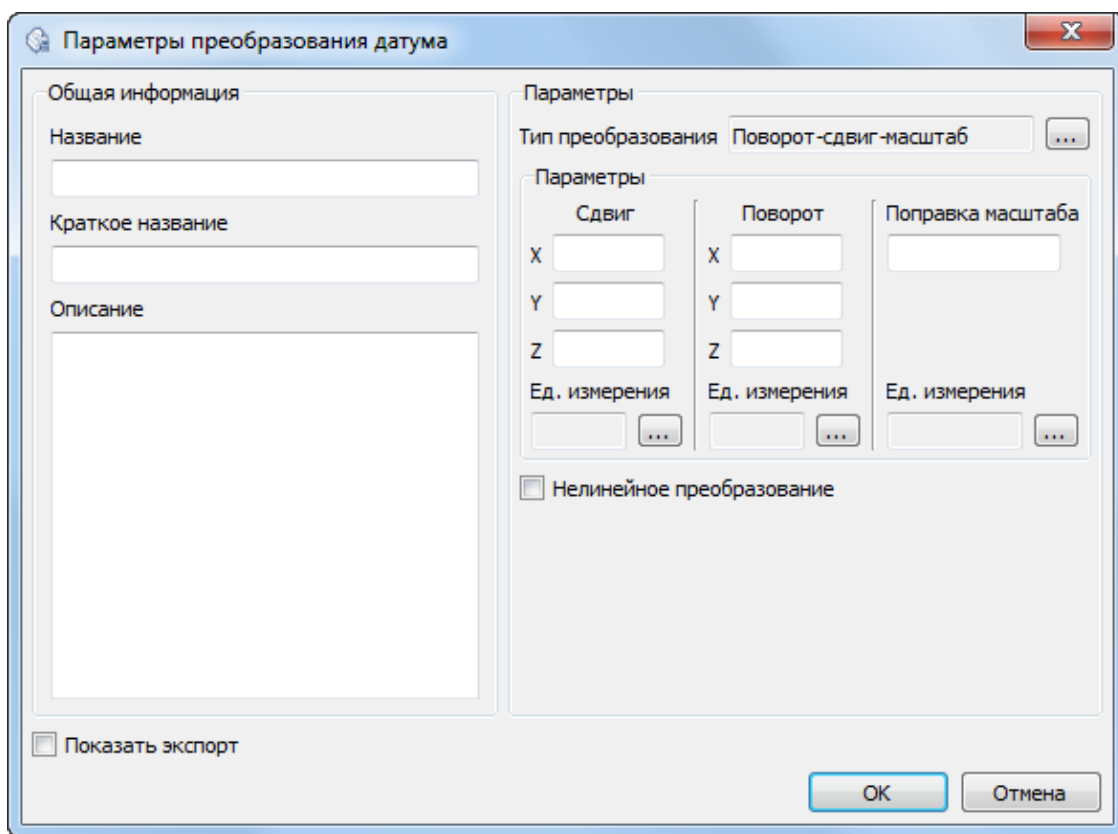 Параметры преобразования датума
Общая информация
Название
Краткое название
Описание
Показать экспорт
Параметры
Тип преобразования Поворот-сдвиг-масштаб ...
Параметры
Сдвиг Поворот Поправка масштаба
X X
Y Y
Z Z
Ед. измерения Ед. измерения Ед. измерения
... ... ...
Нелинейное преобразование
OK Отмена